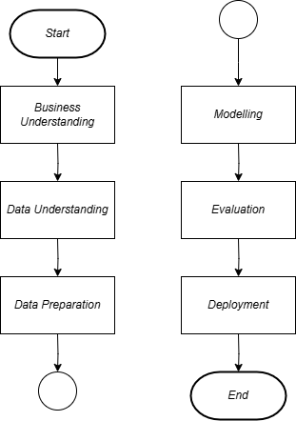 Start
Business
Understanding
Data Understanding
Data Preparation
Modelling
Evaluation
Deployment
End